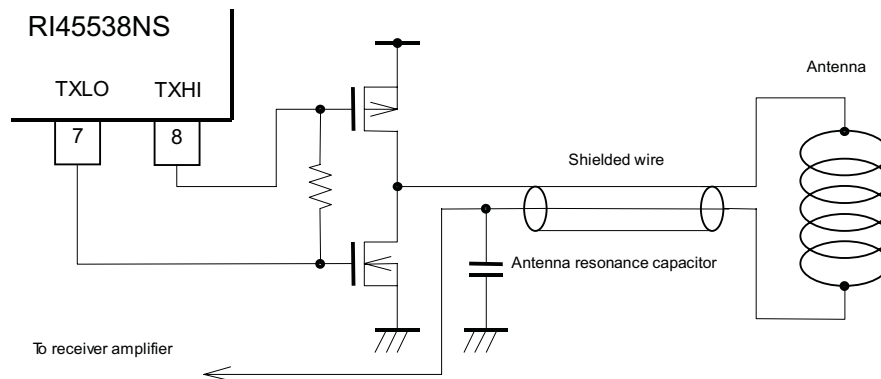 RI45538NS
TXLO TXHI
7 8
Antenna
Shielded wire
Antenna resonance capacitor
To receiver amplifier